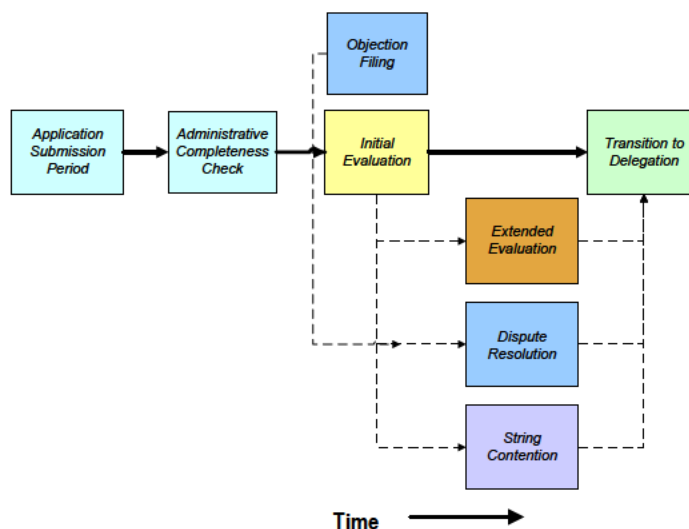 Objection
Filing
Application
Submission
Period
Administrative
Completeness
Check
Initial
Evaluation
Transition to
Delegation
Extended
Evaluation
Dispute
Resolution
String
Contention
Time